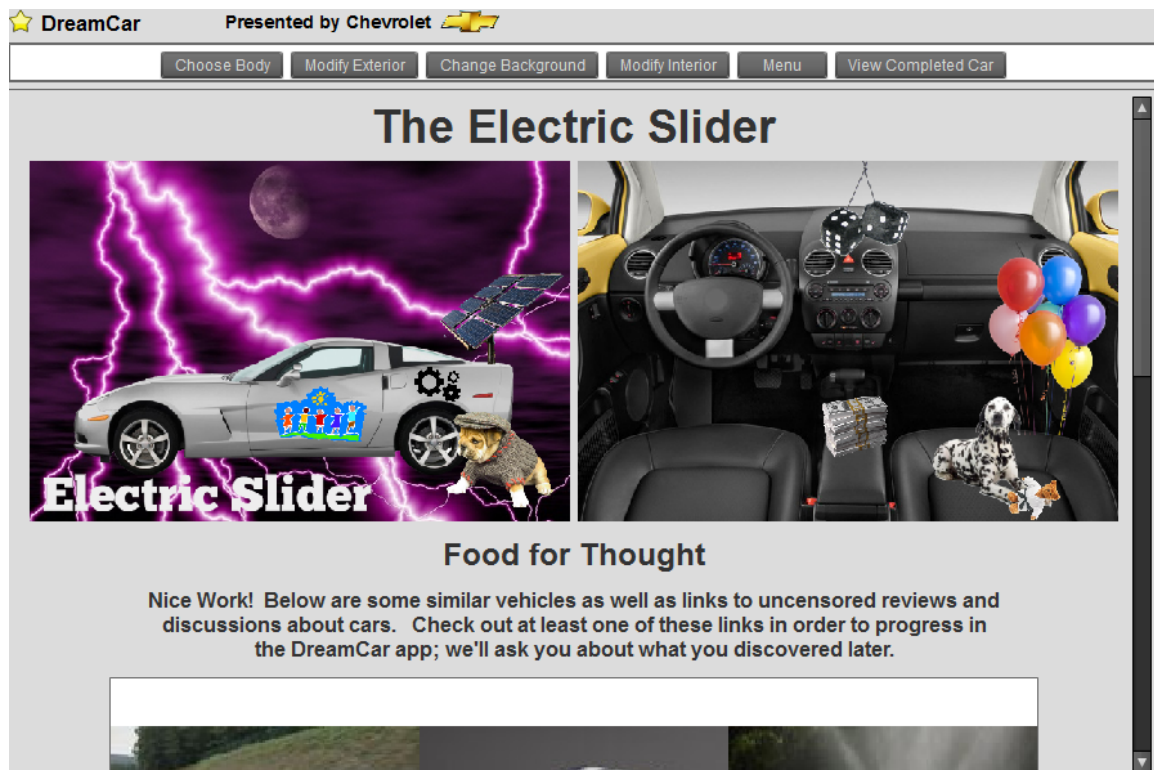 DreamCar Presented by Chevrolet
Choose Body Modify Exterior Change Background Modify Interior Menu View Completed Car
The Electric Slider
Electric Slider
Food for Thought
Nice Work! Below are some similar vehicles as well as links to uncensored reviews and
discussions about cars. Check out at least one of these links in order to progress in
the DreamCar app; we'll ask you about what you discovered later.